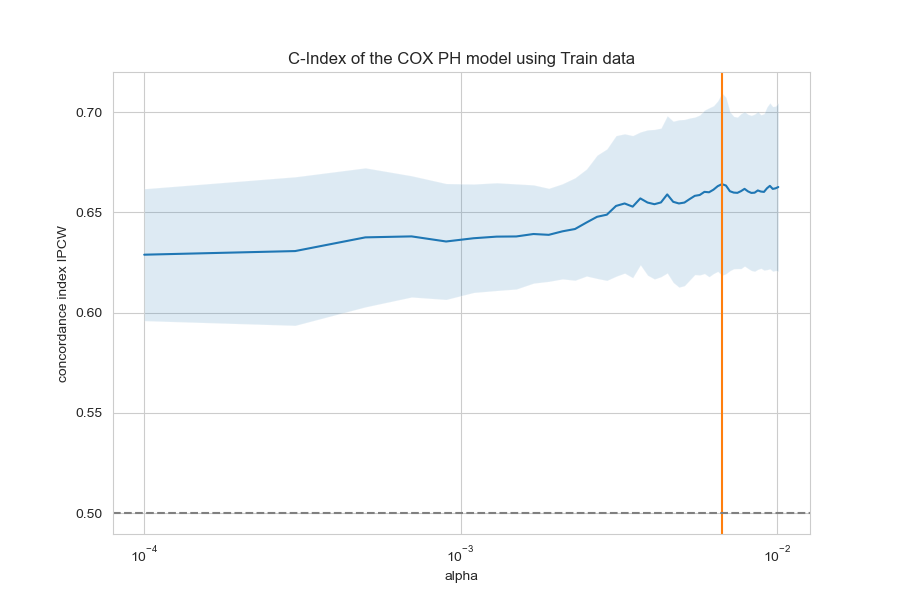 C-Index of the COX PH model using Train data
concordance index IPCW
0.70
0.65
0.60
0.55
0.50
10⁻⁴
10⁻³
10⁻²
alpha